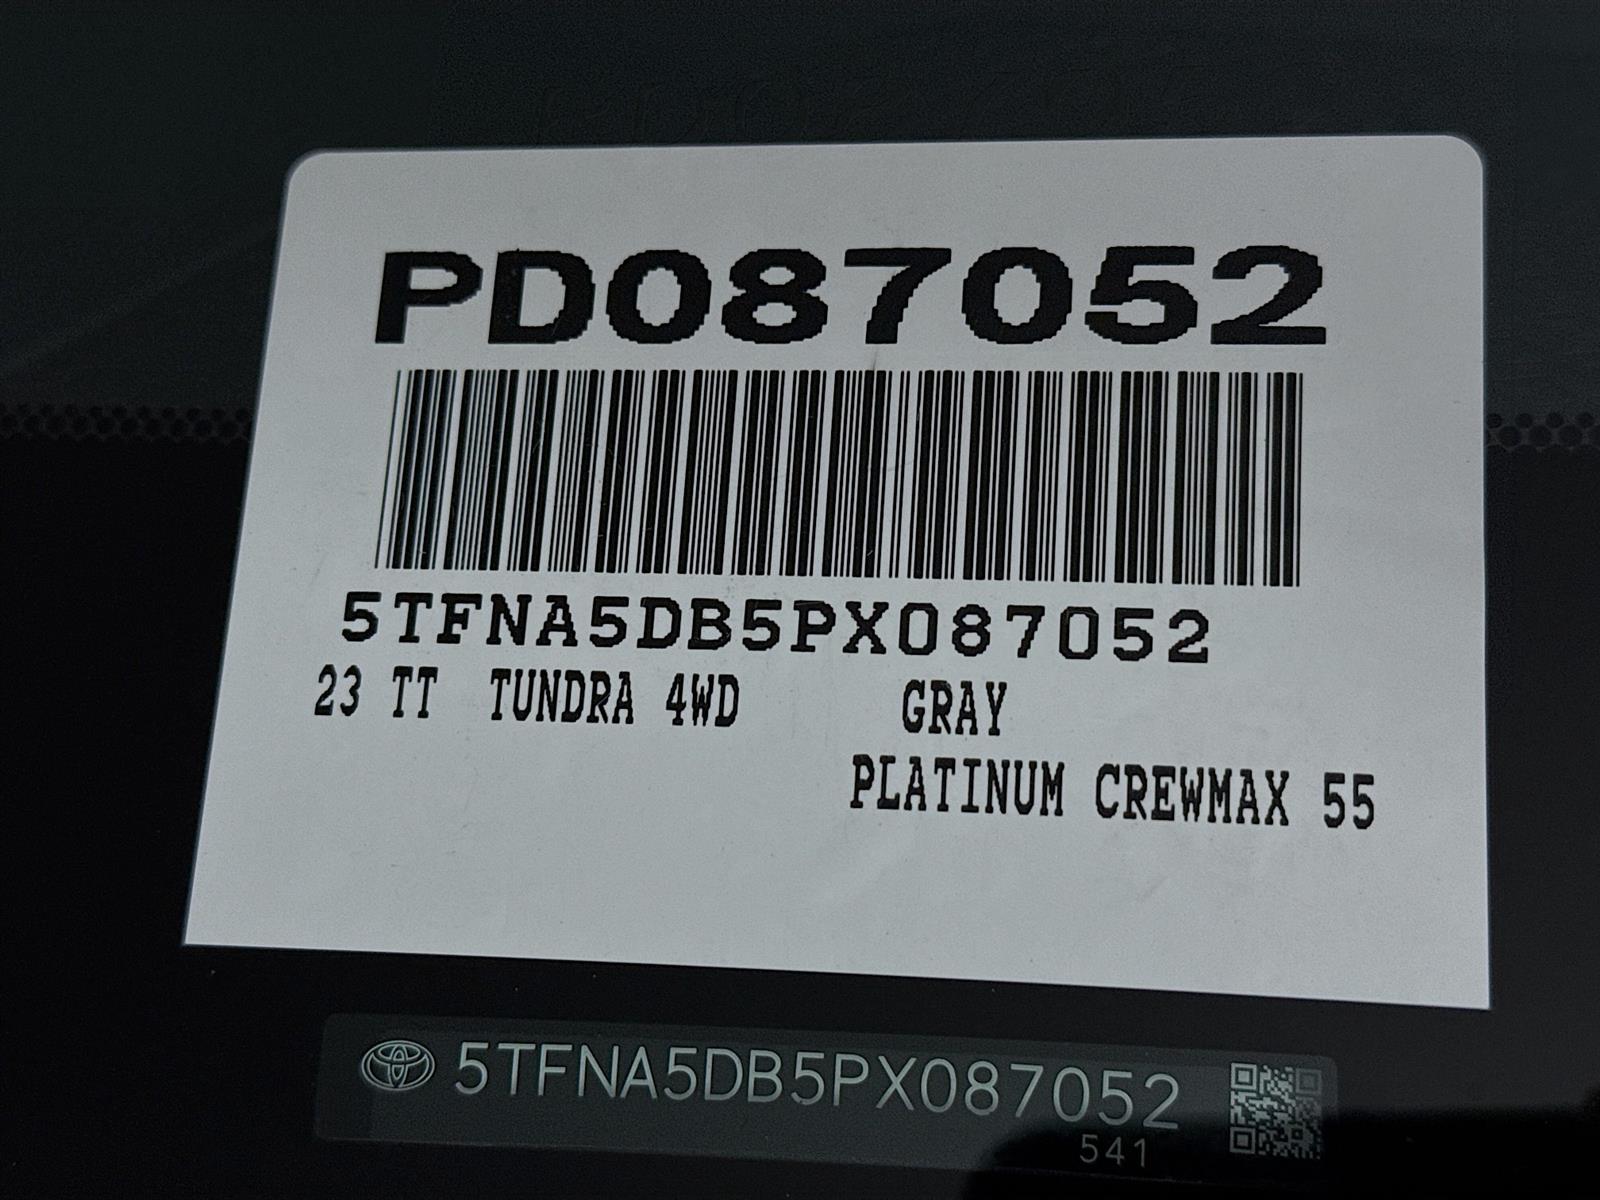 PD087052
5TFNA5DB5PX087052
23 TT TUNDRA 4WD GRAY
PLATINUM CREWMAX 55
5TFNA5DB5PX087052
541